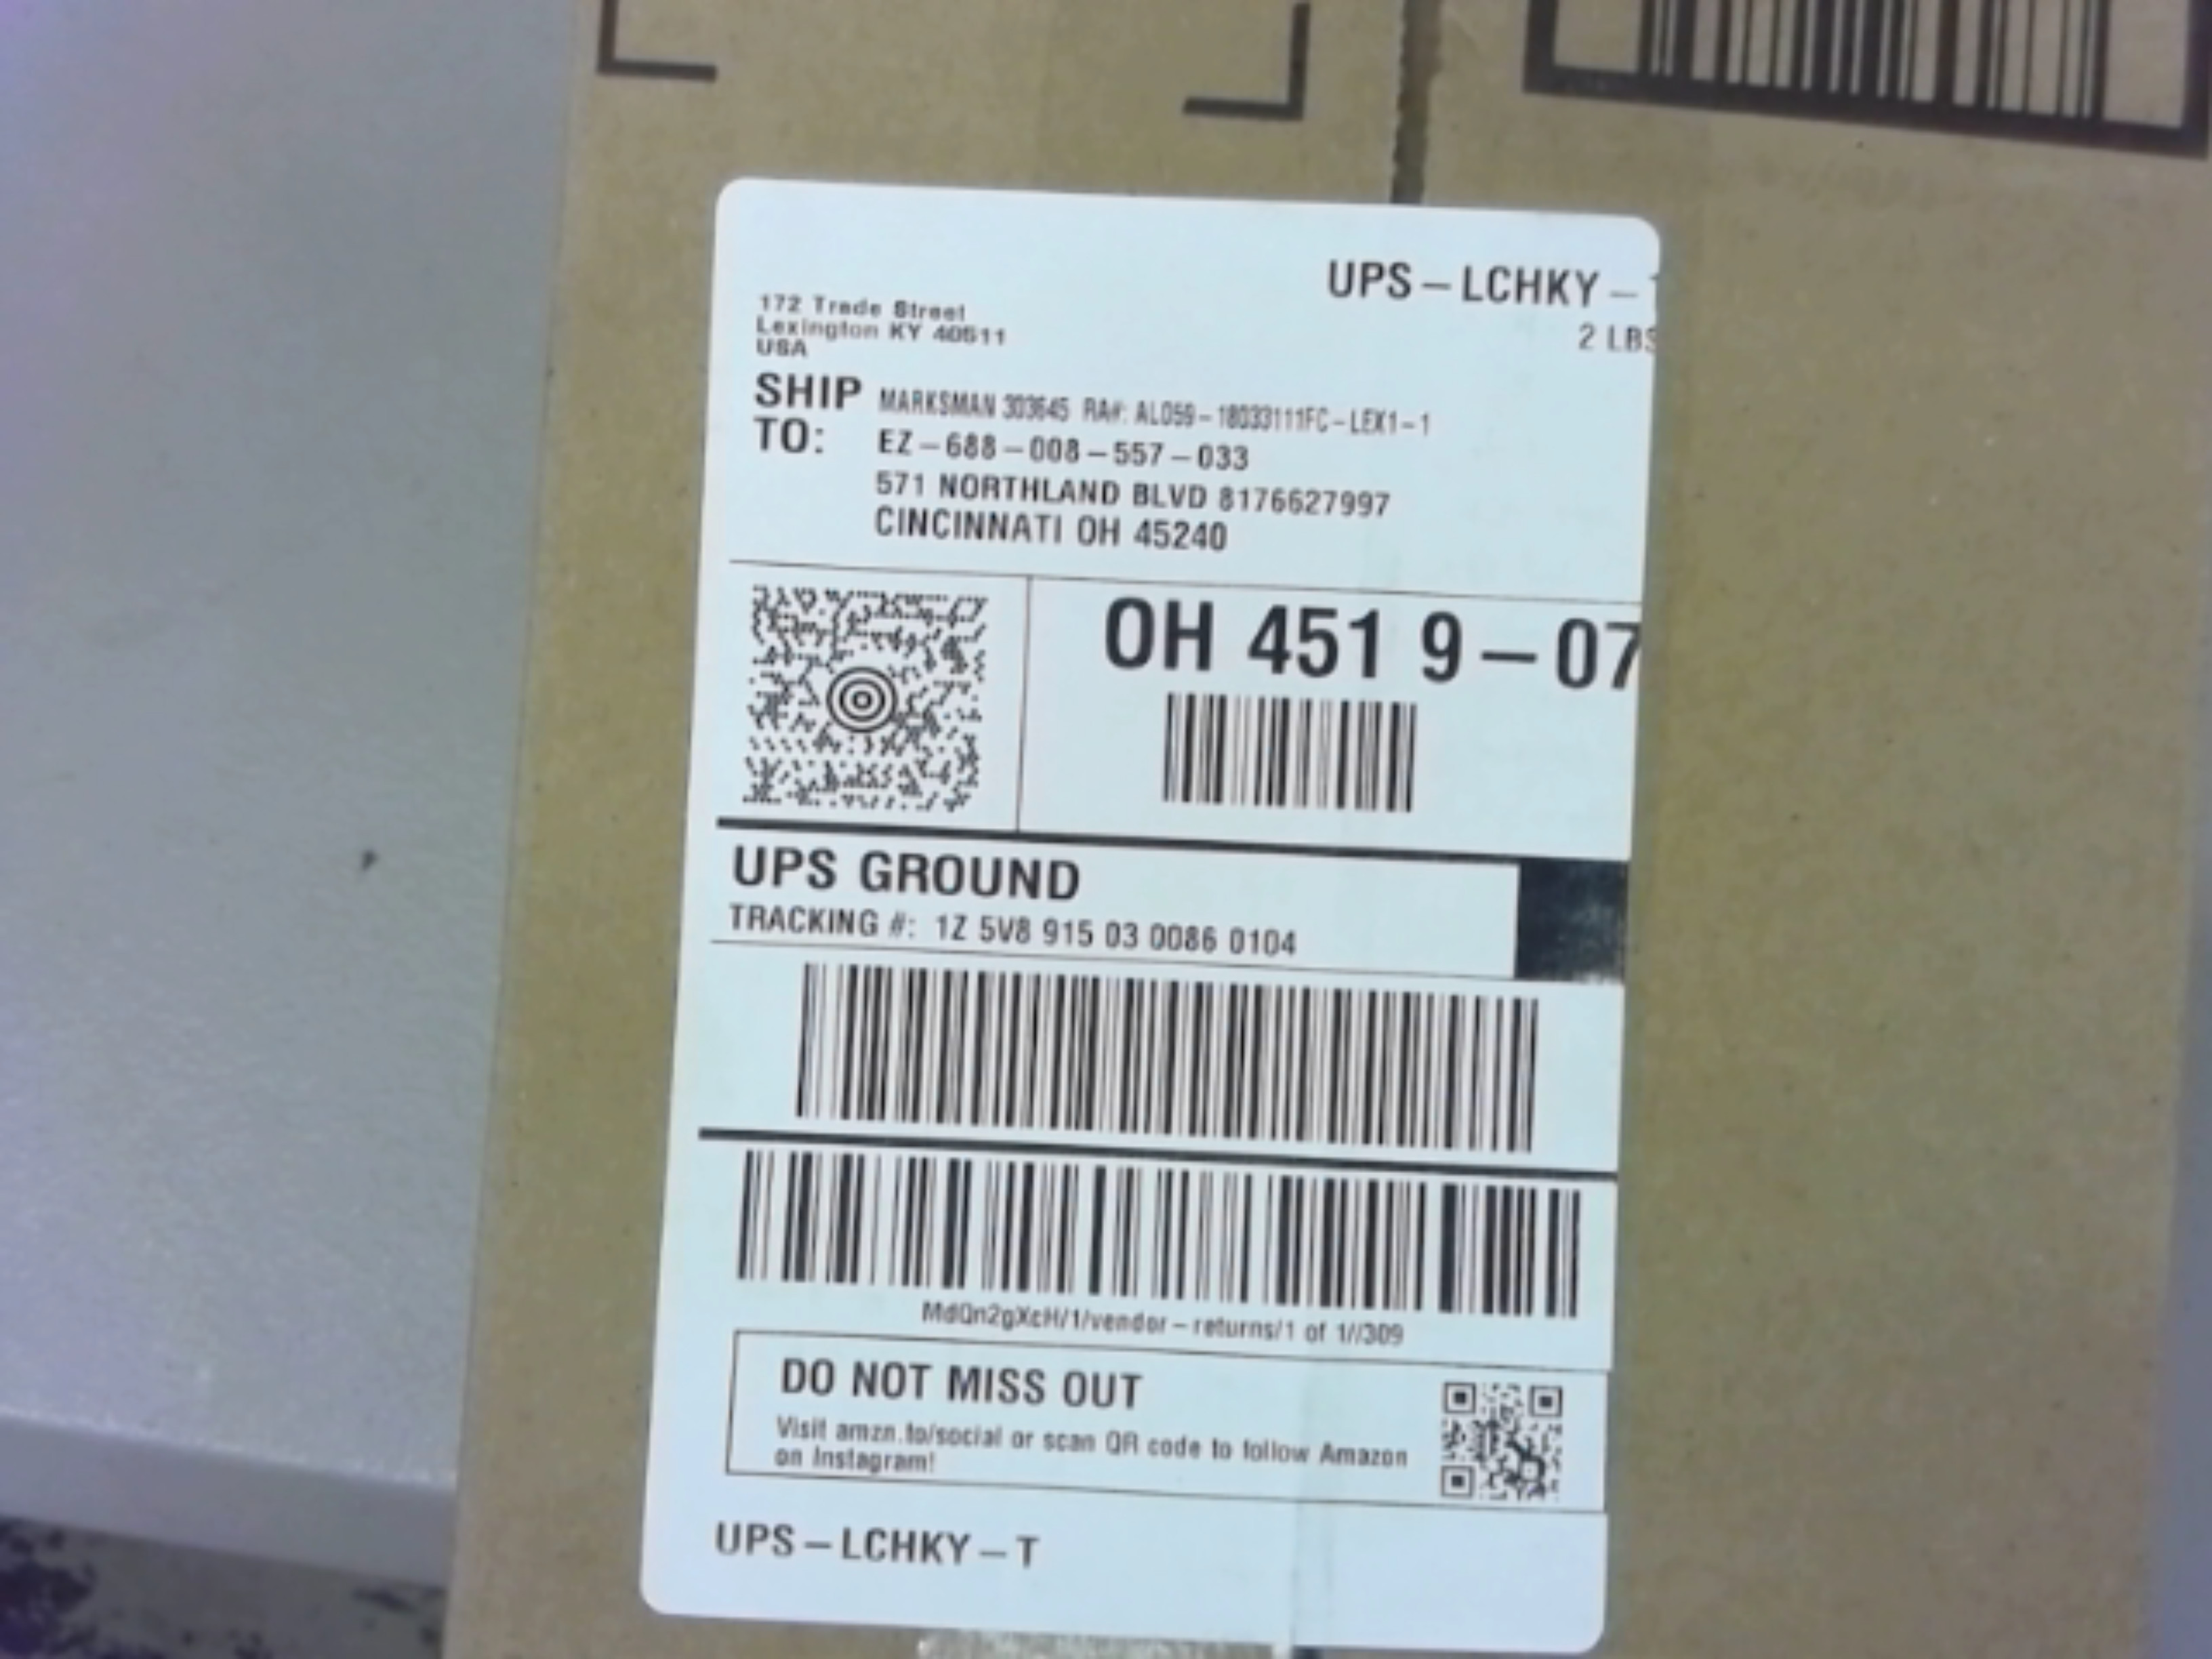 UPS – LCHKY –
2 LBS
172 Trade Street
Lexington KY 40511
USA
SHIP TO: MARKSMAN 303645 RA#: AL059–18033111FC–LEX1–1
EZ – 688 – 008 – 557 – 033
571 NORTHLAND BLVD 8176627997
CINCINNATI OH 45240
OH 451 9 – 07
UPS GROUND
TRACKING #: 1Z 5V8 915 03 0086 0104
MdQn2gXcH/1/vendor – returns/1 of 1//309
DO NOT MISS OUT
Visit amzn.to/social or scan QR code to follow Amazon
on Instagram!
UPS – LCHKY – T